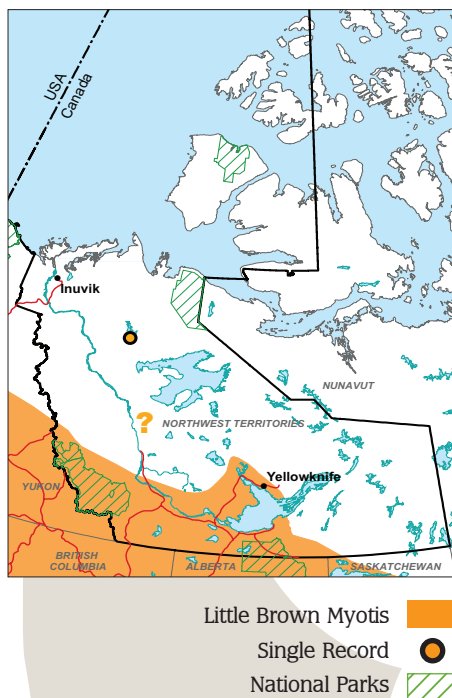 USA
Canada
Inuvik
NUNAVUT
?
NORTHWEST TERRITORIES
Yellowknife
YUKON
BRITISH
COLUMBIA
ALBERTA
SASKATCHEWAN
Little Brown Myotis
Single Record
National Parks